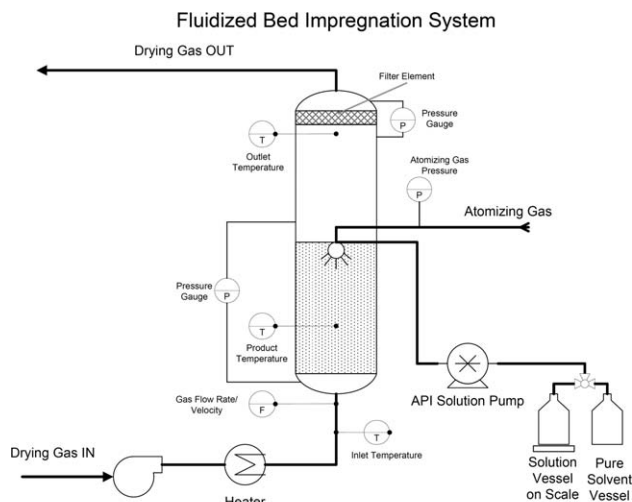 Fluidized Bed Impregnation System
Drying Gas OUT
Filter Element
P
Pressure
Gauge
T
Outlet
Temperature
P
Atomizing Gas
Pressure
Atomizing Gas
Pressure
Gauge
P
T
Product
Temperature
API Solution Pump
Gas Flow Rate/
Velocity
F
T
Inlet Temperature
Drying Gas IN
Heater
Solution
Vessel
on Scale
Pure
Solvent
Vessel